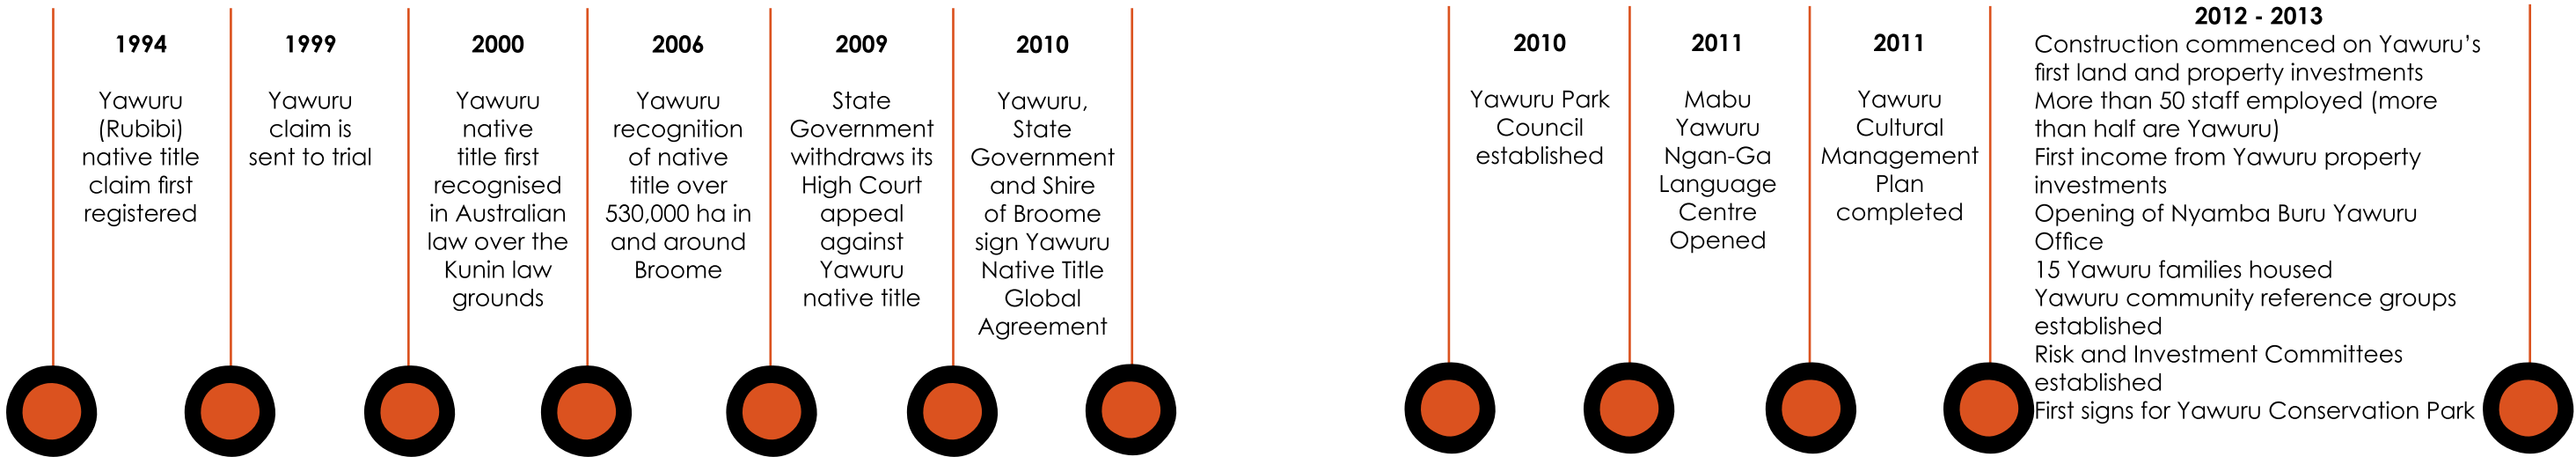 1994
Yawuru
(Rubibi)
native title
claim first
registered
1999
Yawuru
claim is
sent to trial
2000
Yawuru
native
title first
recognised
in Australian
law over the
Kunin law
grounds
2006
Yawuru
recognition
of native
title over
530,000 ha in
and around
Broome
2009
State
Government
withdraws its
High Court
appeal
against
Yawuru
native title
2010
Yawuru,
State
Government
and Shire
of Broome
sign Yawuru
Native Title
Global
Agreement
2010
Yawuru Park
Council
established
2011
Mabu
Yawuru
Ngan-Ga
Language
Centre
Opened
2011
Yawuru
Cultural
Management
Plan
completed
2012 - 2013
Construction commenced on Yawuru’s
first land and property investments
More than 50 staff employed (more
than half are Yawuru)
First income from Yawuru property
investments
Opening of Nyamba Buru Yawuru
Office
15 Yawuru families housed
Yawuru community reference groups
established
Risk and Investment Committees
established
First signs for Yawuru Conservation Park